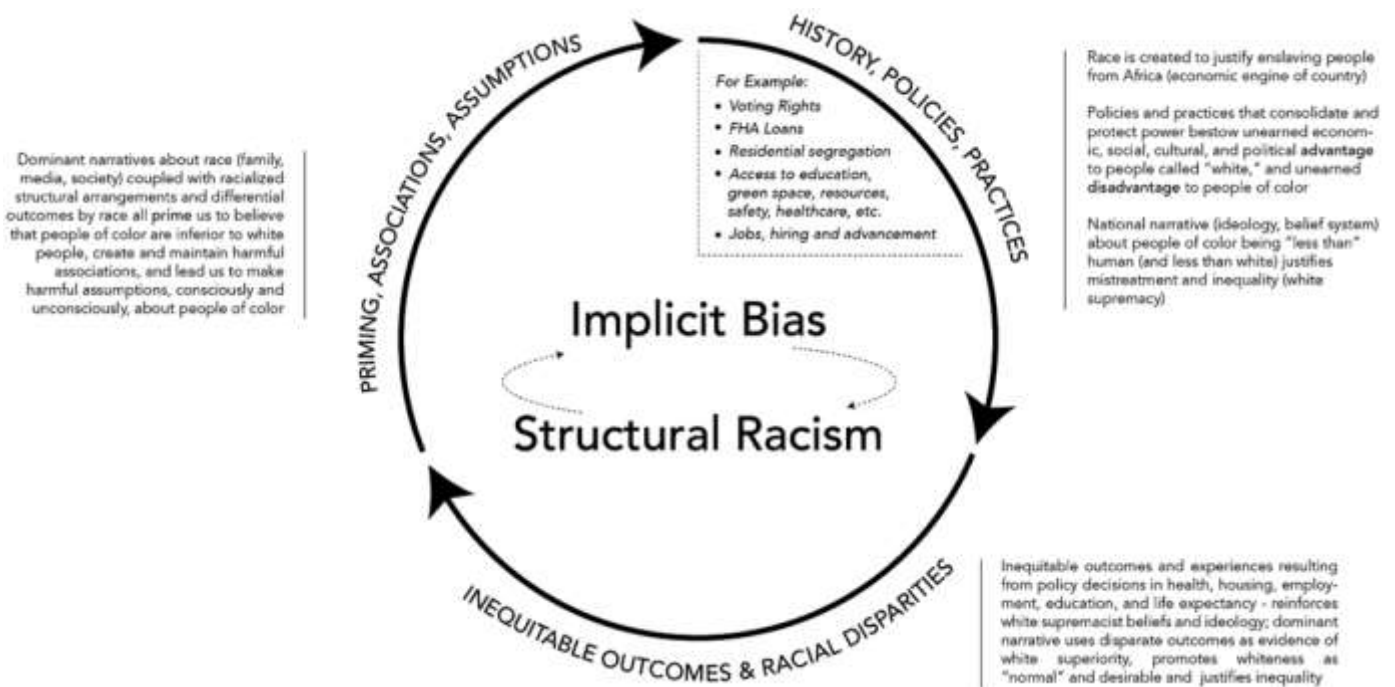 PRIMING, ASSOCIATIONS, ASSUMPTIONS
HISTORY, POLICIES, PRACTICES
For Example:
• Voting Rights
• FHA Loans
• Residential segregation
• Access to education,
green space, resources,
safety, healthcare, etc.
• Jobs, hiring and advancement
Race is created to justify enslaving people
from Africa (economic engine of country)
Policies and practices that consolidate and
protect power bestow unearned econom-
ic, social, cultural, and political advantage
to people called "white," and unearned
disadvantage to people of color
National narrative (ideology, belief system)
about people of color being "less than"
human (and less than white) justifies
mistreatment and inequality (white
supremacy)
Dominant narratives about race (family,
media, society) coupled with racialized
structural arrangements and differential
outcomes by race all prime us to believe
that people of color are inferior to white
people, create and maintain harmful
associations, and lead us to make
harmful assumptions, consciously and
unconsciously, about people of color
Implicit Bias
Structural Racism
INEQUITABLE OUTCOMES & RACIAL DISPARITIES
Inequitable outcomes and experiences resulting
from policy decisions in health, housing, employ-
ment, education, and life expectancy - reinforces
white supremacist beliefs and ideology; dominant
narrative uses disparate outcomes as evidence of
white superiority, promotes whiteness as
"normal" and desirable and justifies inequality